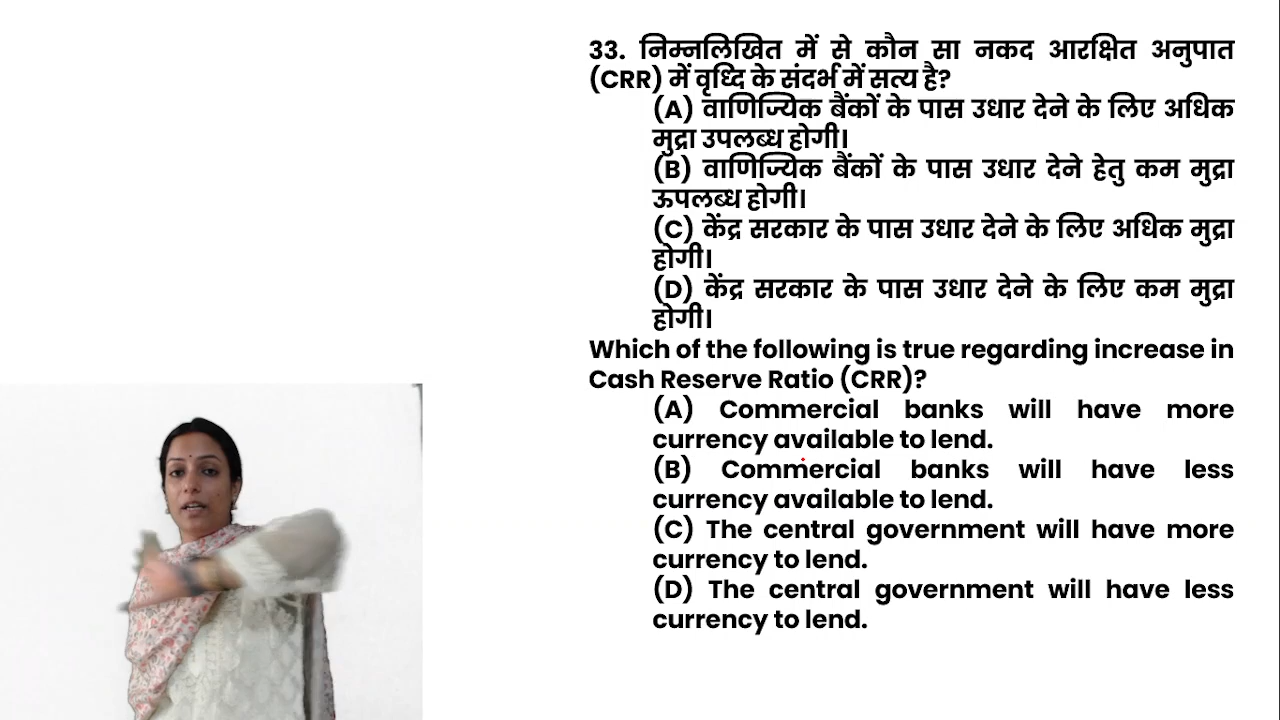 33. निम्नलिखित में से कौन सा नकद आरक्षित अनुपात
(CRR) में वृध्दि के संदर्भ में सत्य है?
(A) वाणिज्यिक बैंकों के पास उधार देने के लिए अधिक
मुद्रा उपलब्ध होगी।
(B) वाणिज्यिक बैंकों के पास उधार देने हेतु कम मुद्रा
ऊपलब्ध होगी।
(C) केंद्र सरकार के पास उधार देने के लिए अधिक मुद्रा
होगी।
(D) केंद्र सरकार के पास उधार देने के लिए कम मुद्रा
होगी।
Which of the following is true regarding increase in
Cash Reserve Ratio (CRR)?
(A) Commercial banks will have more
currency available to lend.
(B) Commercial banks will have less
currency available to lend.
(C) The central government will have more
currency to lend.
(D) The central government will have less
currency to lend.